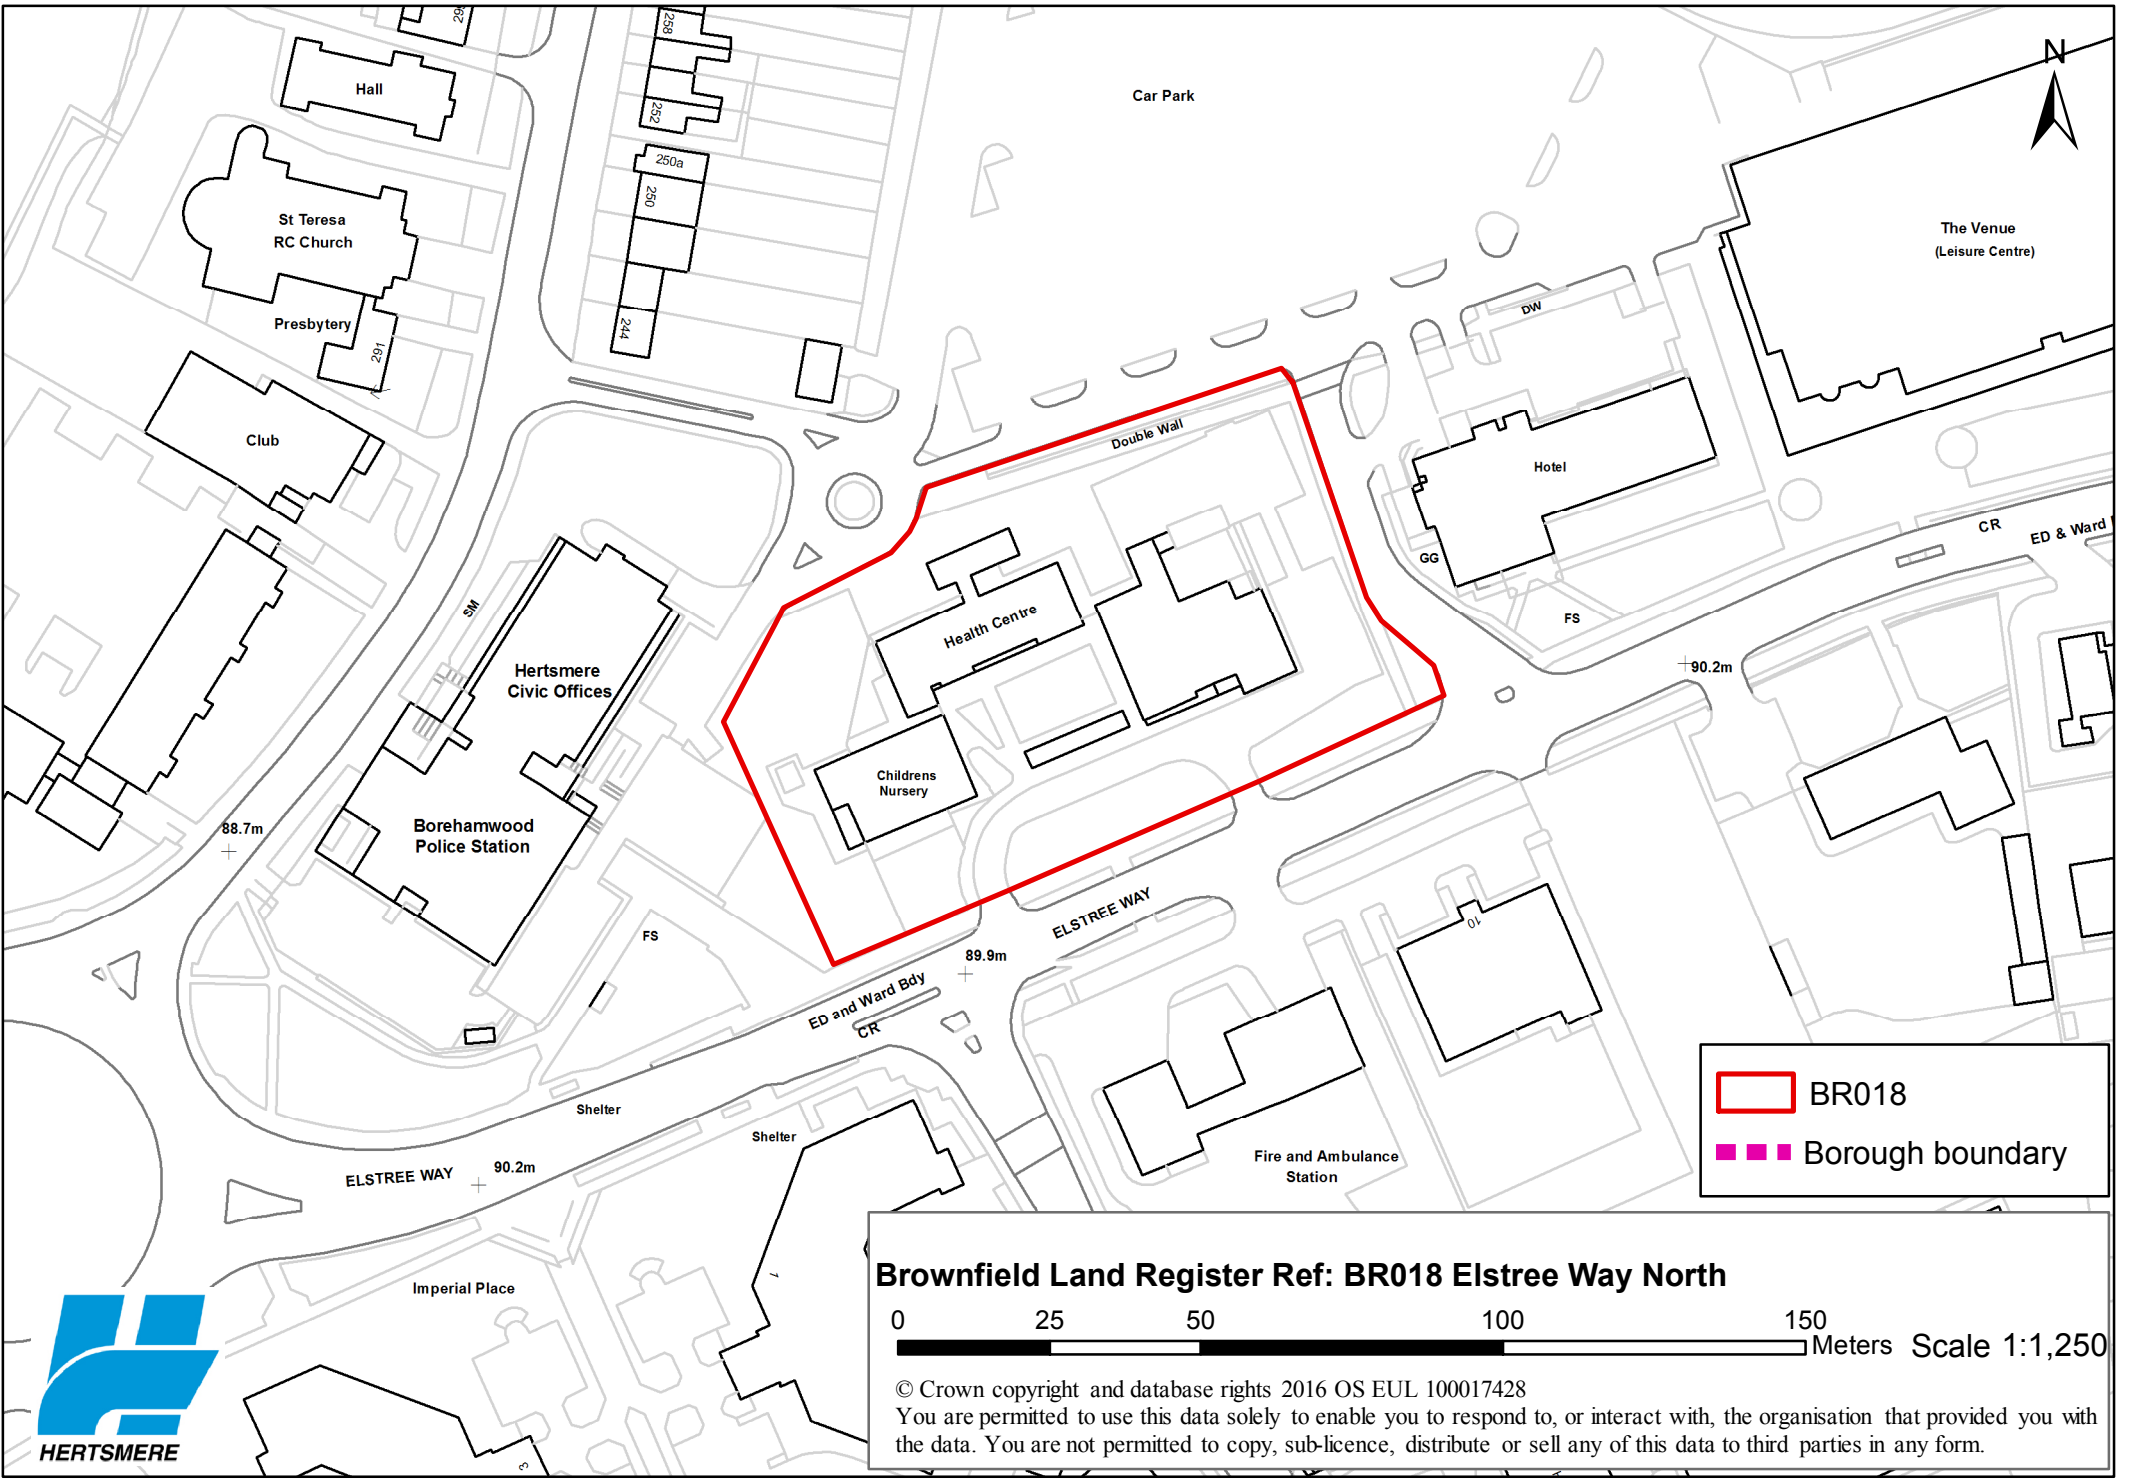 299
258
N
Hall
Car Park
252
250a
250
St Teresa
RC Church
The Venue
(Leisure Centre)
Presbytery
291
244
DW
Club
Double Wall
Hotel
CR
ED & Ward
GG
SM
Health Centre
FS
Hertsmere
Civic Offices
90.2m
Childrens
Nursery
88.7m
Borehamwood
Police Station
ELSTREE WAY
10
FS
89.9m
ED and Ward Bdy
CR
BR018
Shelter
Shelter
Fire and Ambulance
Station
Borough boundary
ELSTREE WAY
90.2m
Imperial Place
1
Brownfield Land Register Ref: BR018 Elstree Way North
0 25 50 100 150
Meters Scale 1:1,250
© Crown copyright and database rights 2016 OS EUL 100017428
You are permitted to use this data solely to enable you to respond to, or interact with, the organisation that provided you with
the data. You are not permitted to copy, sub-licence, distribute or sell any of this data to third parties in any form.
HERTSMERE
3